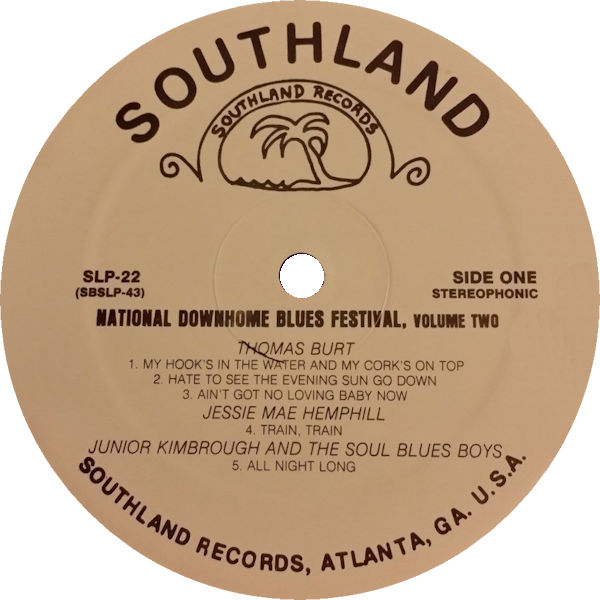 SOUTHLAND
SOUTHLAND RECORDS
SLP-22
(SBSLP-43)
SIDE ONE
STEREOPHONIC
NATIONAL DOWNHOME BLUES FESTIVAL, VOLUME TWO
THOMAS BURT
1. MY HOOK'S IN THE WATER AND MY CORK'S ON TOP
2. HATE TO SEE THE EVENING SUN GO DOWN
3. AIN'T GOT NO LOVING BABY NOW
JESSIE MAE HEMPHILL
4. TRAIN, TRAIN
JUNIOR KIMBROUGH AND THE SOUL BLUES BOYS
5. ALL NIGHT LONG
SOUTHLAND RECORDS, ATLANTA, GA. U.S.A.